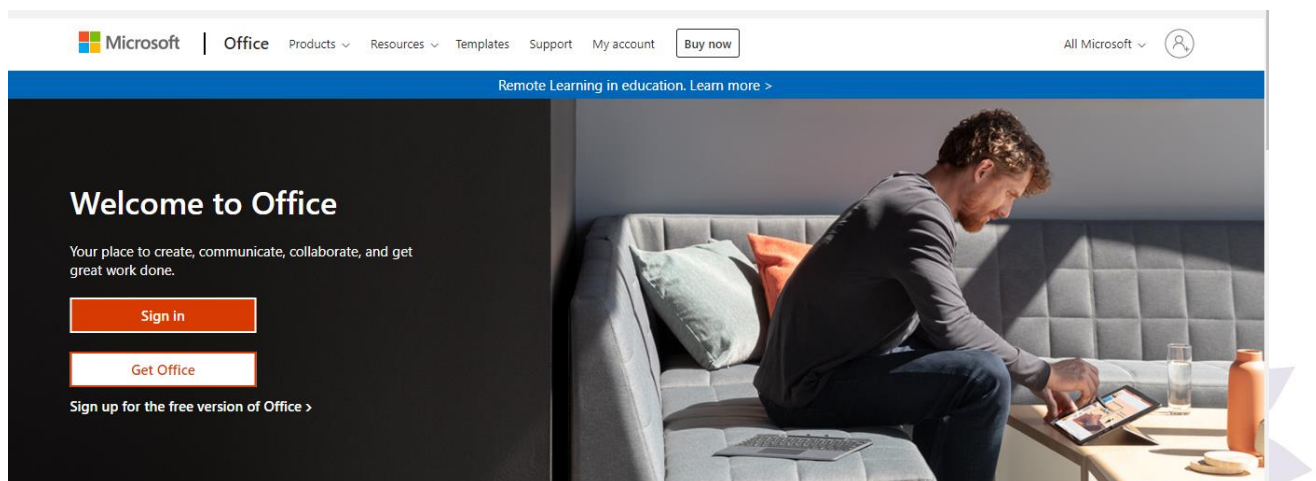 Microsoft | Office Products Resources Templates Support My account Buy now All Microsoft
Remote Learning in education. Learn more >
Welcome to Office
Your place to create, communicate, collaborate, and get
great work done.
Sign in
Get Office
Sign up for the free version of Office >